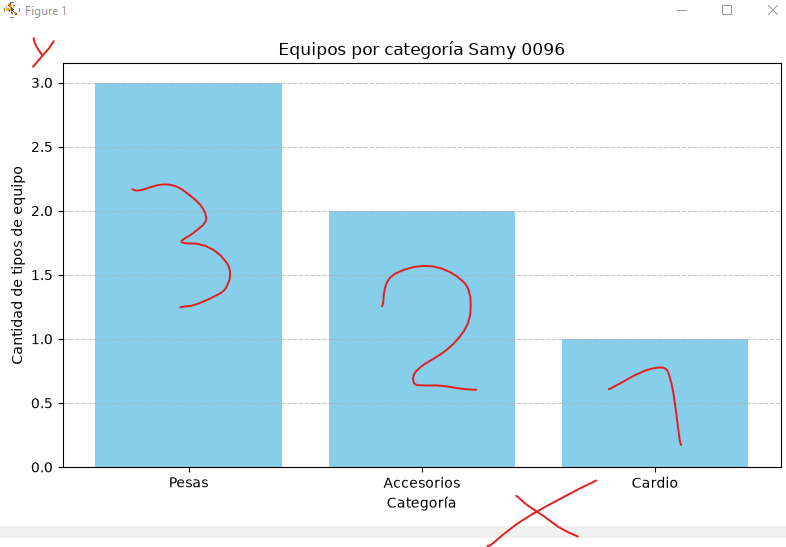 Figure 1
y
Equipos por categoría Samy 0096
Cantidad de tipos de equipo
3.0
2.5
2.0
1.5
1.0
0.5
0.0
3
2
1
Pesas
Accesorios
Cardio
Categoría
X